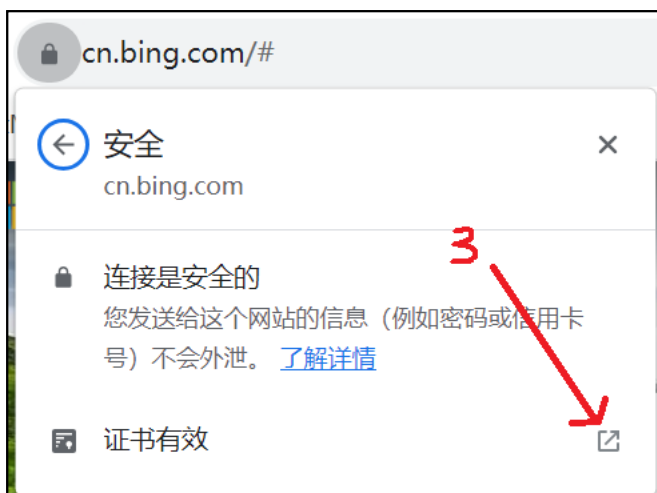 cn.bing.com/#
安全
cn.bing.com
3
连接是安全的
您发送给这个网站的信息（例如密码或信用卡
号）不会外泄。 了解详情
证书有效